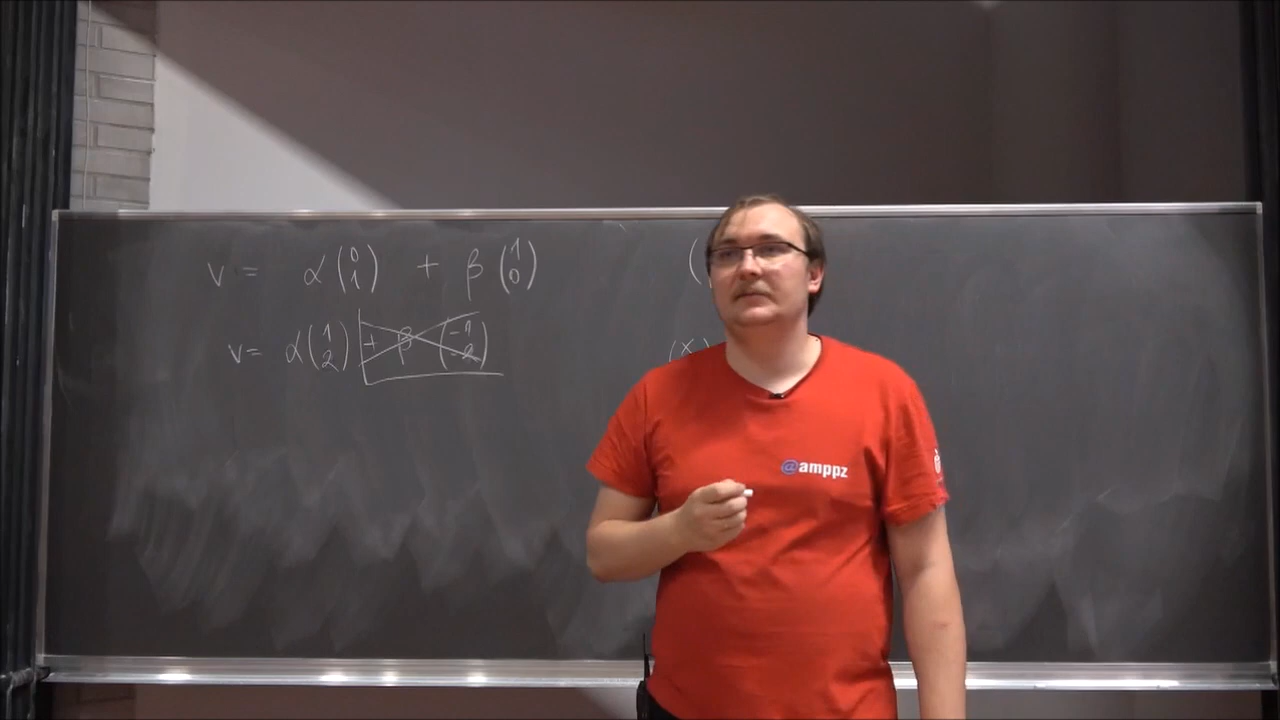 v = α (0 1) + β (1 0) (
v = α (1 2) + β (-1 -2) (x
@amppz